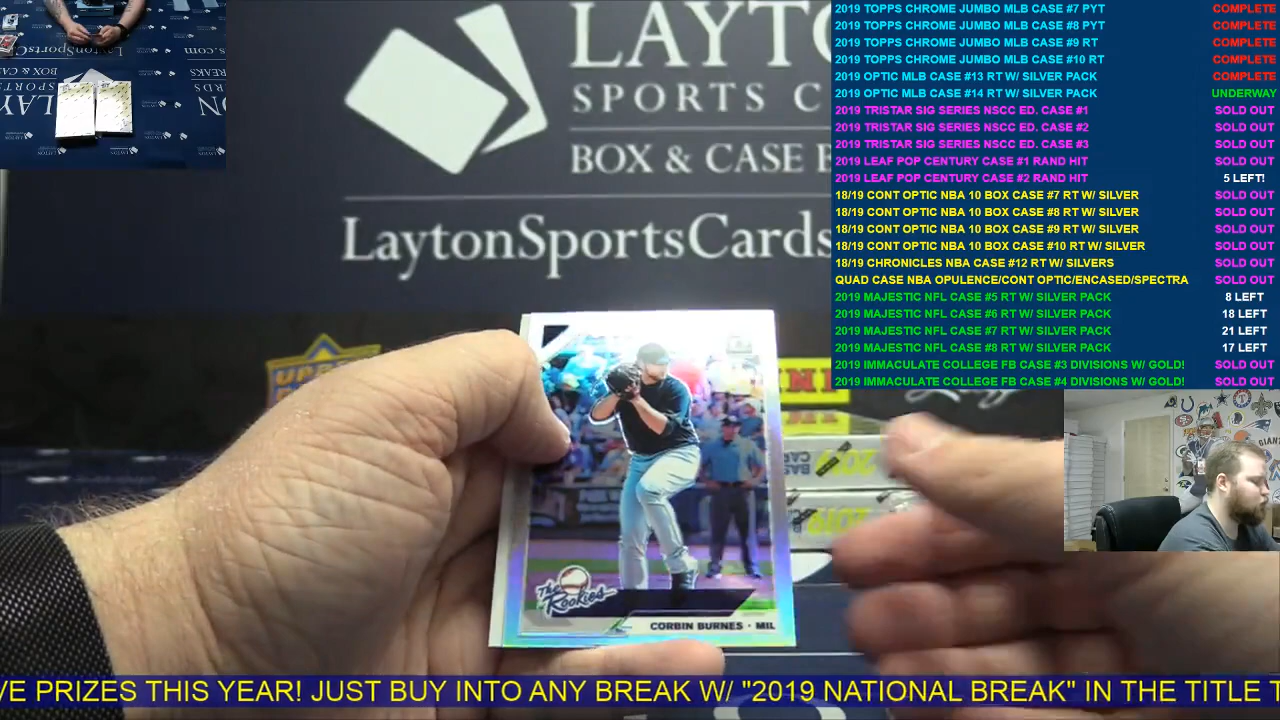 LAYTO
SPORTS C
BOX & CASE
LaytonSportsCards
2019 TOPPS CHROME JUMBO MLB CASE #7 PYT COMPLETE
2019 TOPPS CHROME JUMBO MLB CASE #8 PYT COMPLETE
2019 TOPPS CHROME JUMBO MLB CASE #9 RT COMPLETE
2019 TOPPS CHROME JUMBO MLB CASE #10 RT COMPLETE
2019 OPTIC MLB CASE #13 RT W/ SILVER PACK COMPLETE
2019 OPTIC MLB CASE #14 RT W/ SILVER PACK UNDERWAY
2019 TRISTAR SIG SERIES NSCC ED. CASE #1 SOLD OUT
2019 TRISTAR SIG SERIES NSCC ED. CASE #2 SOLD OUT
2019 TRISTAR SIG SERIES NSCC ED. CASE #3 SOLD OUT
2019 LEAF POP CENTURY CASE #1 RAND HIT SOLD OUT
2019 LEAF POP CENTURY CASE #2 RAND HIT 5 LEFT!
18/19 CONT OPTIC NBA 10 BOX CASE #7 RT W/ SILVER SOLD OUT
18/19 CONT OPTIC NBA 10 BOX CASE #8 RT W/ SILVER SOLD OUT
18/19 CONT OPTIC NBA 10 BOX CASE #9 RT W/ SILVER SOLD OUT
18/19 CONT OPTIC NBA 10 BOX CASE #10 RT W/ SILVER SOLD OUT
18/19 CHRONICLES NBA CASE #12 RT W/ SILVERS SOLD OUT
QUAD CASE NBA OPULENCE/CONT OPTIC/ENCASED/SPECTRA SOLD OUT
2019 MAJESTIC NFL CASE #5 RT W/ SILVER PACK 8 LEFT
2019 MAJESTIC NFL CASE #6 RT W/ SILVER PACK 18 LEFT
2019 MAJESTIC NFL CASE #7 RT W/ SILVER PACK 21 LEFT
2019 MAJESTIC NFL CASE #8 RT W/ SILVER PACK 17 LEFT
2019 IMMACULATE COLLEGE FB CASE #3 DIVISIONS W/ GOLD! SOLD OUT
2019 IMMACULATE COLLEGE FB CASE #4 DIVISIONS W/ GOLD! SOLD OUT
The Rookies
CORBIN BURNES · MIL
VE PRIZES THIS YEAR! JUST BUY INTO ANY BREAK W/ "2019 NATIONAL BREAK" IN THE TITLE T